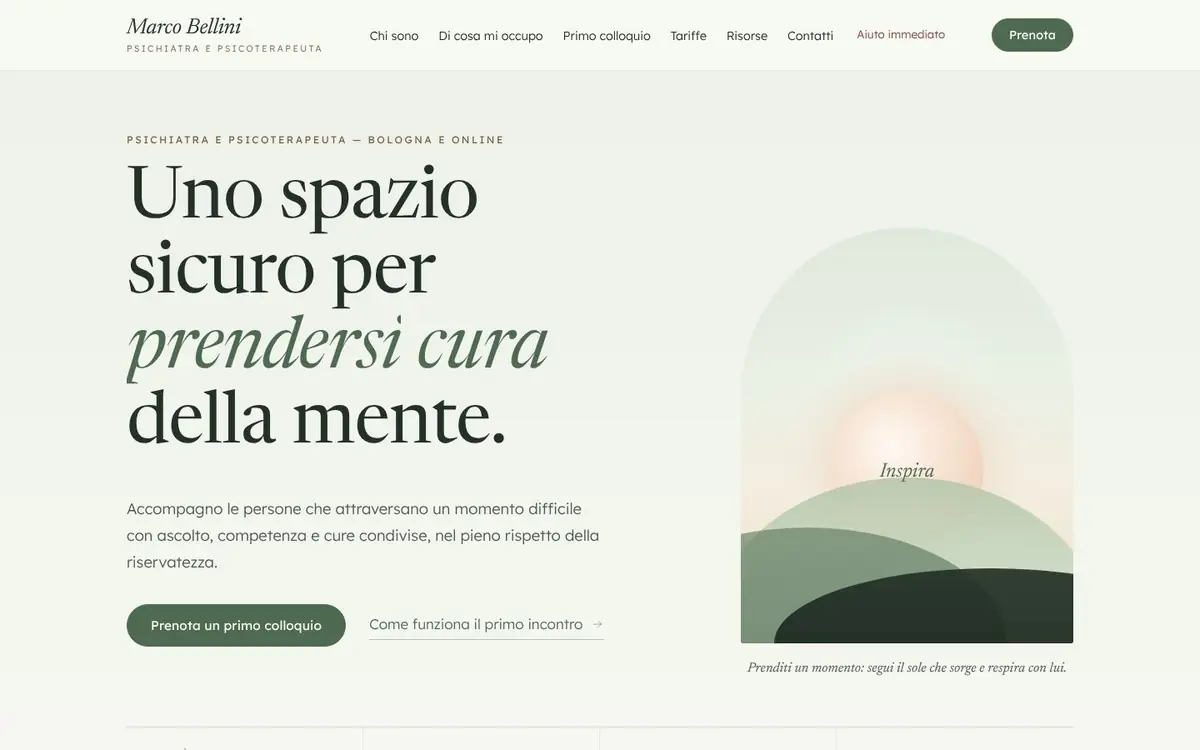 Marco Bellini
PSICHIATRA E PSICOTERAPEUTA
Chi sono
Di cosa mi occupo
Primo colloquio
Tariffe
Risorse
Contatti
Aiuto immediato
Prenota
PSICHIATRA E PSICOTERAPEUTA — BOLOGNA E ONLINE
Uno spazio
sicuro per
prendersi cura
della mente.
Accompagno le persone che attraversano un momento difficile
con ascolto, competenza e cure condivise, nel pieno rispetto della
riservatezza.
Prenota un primo colloquio
Come funziona il primo incontro →
Inspira
Prenditi un momento: segui il sole che sorge e respira con lui.